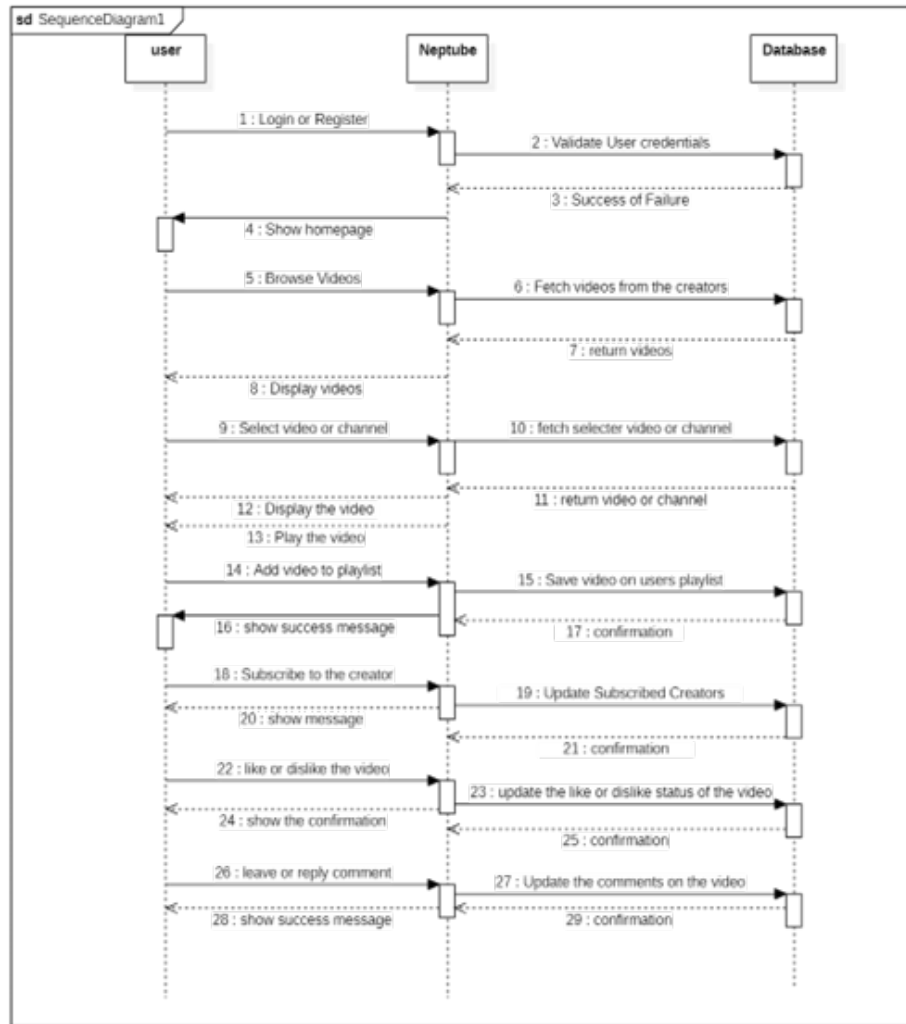 sd SequenceDiagram1
user
Neptube
Database
1 : Login or Register
2 : Validate User credentials
3 : Success of Failure
4 : Show homepage
5 : Browse Videos
6 : Fetch videos from the creators
7 : return videos
8 : Display videos
9 : Select video or channel
10 : fetch selecter video or channel
11 : return video or channel
12 : Display the video
13 : Play the video
14 : Add video to playlist
15 : Save video on users playlist
16 : show success message
17 : confirmation
18 : Subscribe to the creator
19 : Update Subscribed Creators
20 : show message
21 : confirmation
22 : like or dislike the video
23 : update the like or dislike status of the video
24 : show the confirmation
25 : confirmation
26 : leave or reply comment
27 : Update the comments on the video
28 : show success message
29 : confirmation